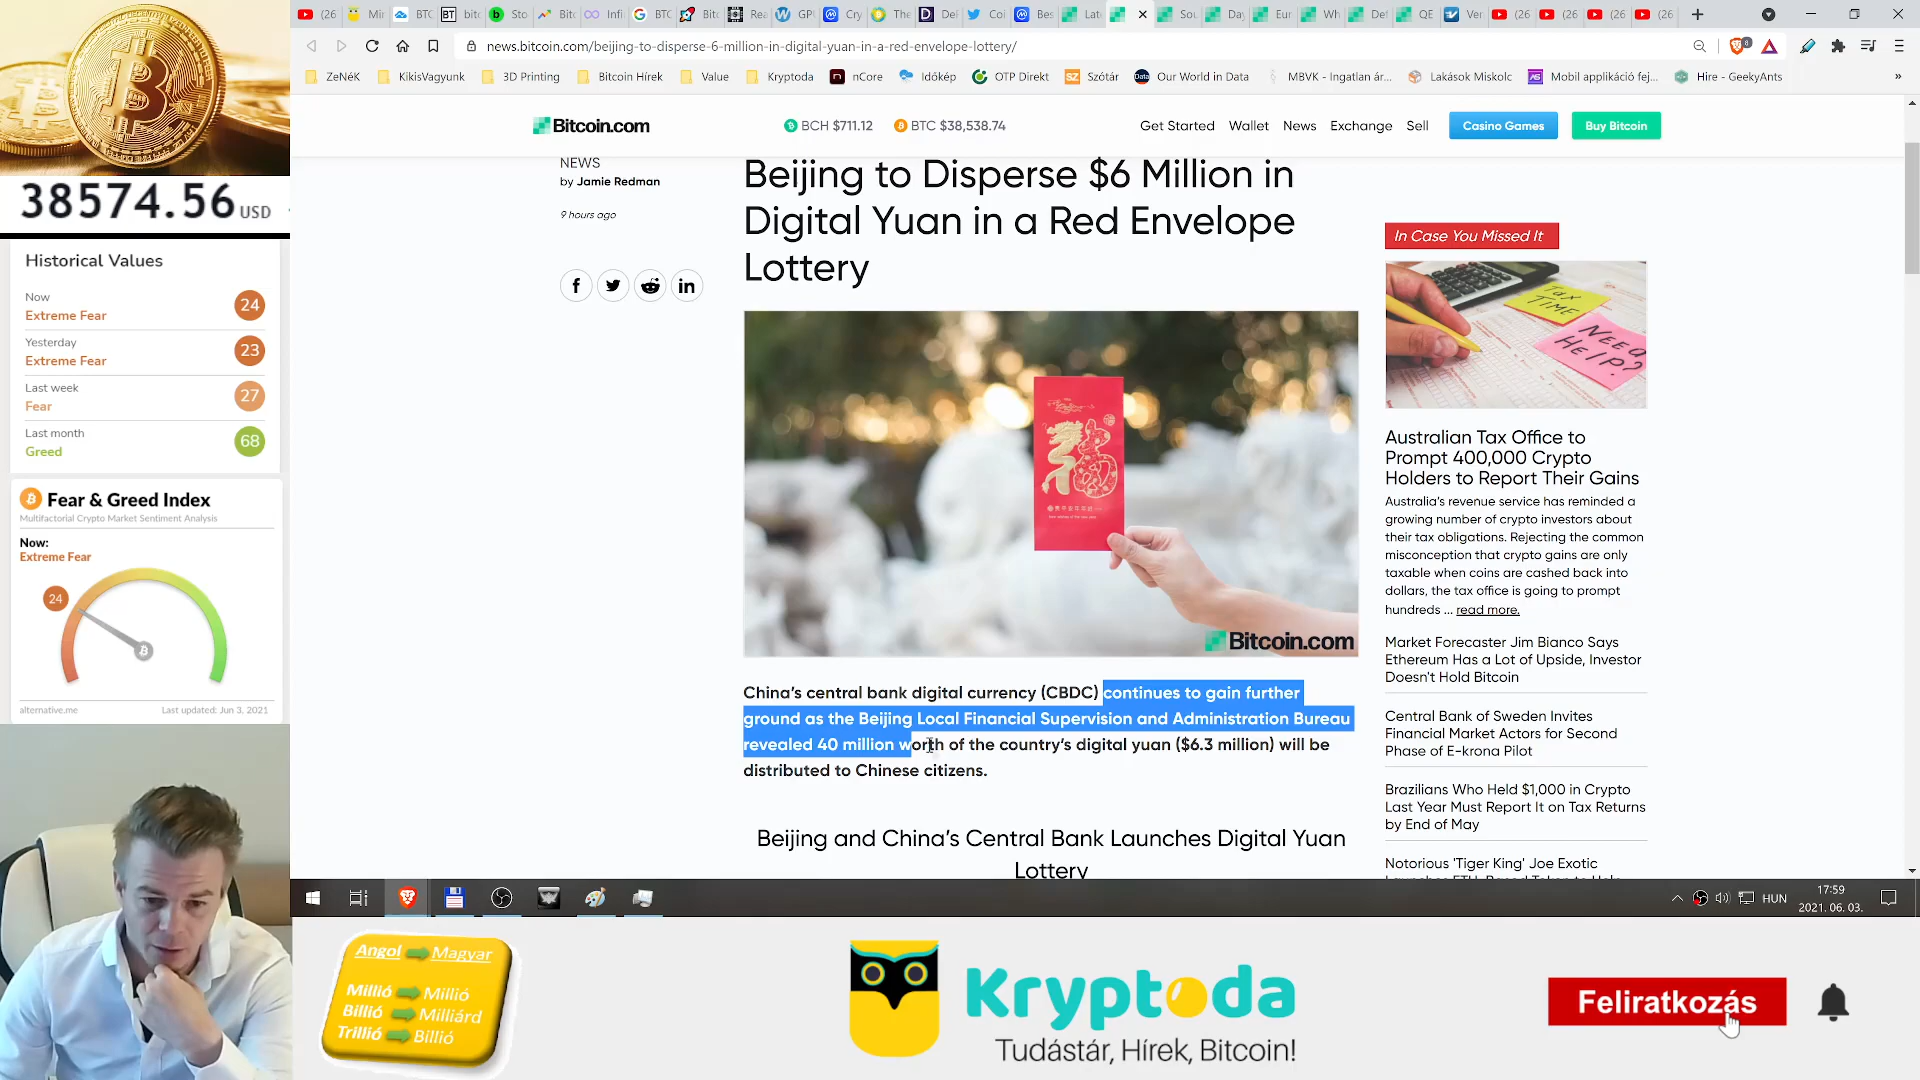 38574.56 USD
Historical Values
Now
Extreme Fear
24
Yesterday
Extreme Fear
23
Last week
Fear
27
Last month
Greed
68
Fear & Greed Index
Multifactorial Crypto Market Sentiment Analysis
Now:
Extreme Fear
24
alternative.me
Last updated: Jun 3, 2021
news.bitcoin.com/beijing-to-disperse-6-million-in-digital-yuan-in-a-red-envelope-lottery/
ZeNéK
KikisVagyunk
3D Printing
Bitcoin Hírek
Value
Kryptoda
nCore
Időkép
OTP Direkt
Szótár
Our World in Data
MBVK - Ingatlan ár...
Lakások Miskolc
Mobil applikáció fej...
Hire - GeekyAnts
Bitcoin.com
BCH $711.12
BTC $38,538.74
Get Started
Wallet
News
Exchange
Sell
Casino Games
Buy Bitcoin
NEWS
by Jamie Redman
9 hours ago
Beijing to Disperse $6 Million in
Digital Yuan in a Red Envelope
Lottery
Bitcoin.com
China's central bank digital currency (CBDC) continues to gain further
ground as the Beijing Local Financial Supervision and Administration Bureau
revealed 40 million worth of the country's digital yuan ($6.3 million) will be
distributed to Chinese citizens.
Beijing and China's Central Bank Launches Digital Yuan
Lottery
In Case You Missed It
TAX TIME
NEED HELP?
Australian Tax Office to
Prompt 400,000 Crypto
Holders to Report Their Gains
Australia's revenue service has reminded a
growing number of crypto investors about
their tax obligations. Rejecting the common
misconception that crypto gains are only
taxable when coins are cashed back into
dollars, the tax office is going to prompt
hundreds ... read more.
Market Forecaster Jim Bianco Says
Ethereum Has a Lot of Upside, Investor
Doesn't Hold Bitcoin
Central Bank of Sweden Invites
Financial Market Actors for Second
Phase of E-krona Pilot
Brazilians Who Held $1,000 in Crypto
Last Year Must Report It on Tax Returns
by End of May
Notorious 'Tiger King' Joe Exotic
HUN
17:59
2021. 06. 03.
Angol Magyar
Millió Millió
Billió Milliárd
Trillió Billió
Kryptoda
Tudástár, Hírek, Bitcoin!
Feliratkozás